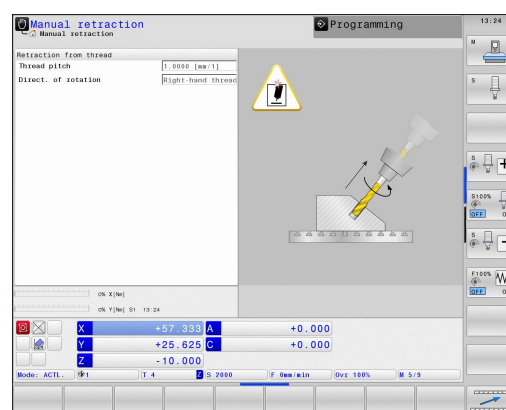 Manual retraction
Manual retraction
Programming
13:24
Retraction from thread
Thread pitch 1.0000 [mm/1]
Direct. of rotation Right-hand thread
M
S
S
S100%
OFF
S
F100%
OFF
0% X[Nm]
0% Y[Nm] S1 13:24
X +57.333 A +0.000
Y +25.625 C +0.000
Z -10.000
Mode: ACTL. 1 T 4 Z S 2000 F 0mm/min Ovr 100% M 5/9